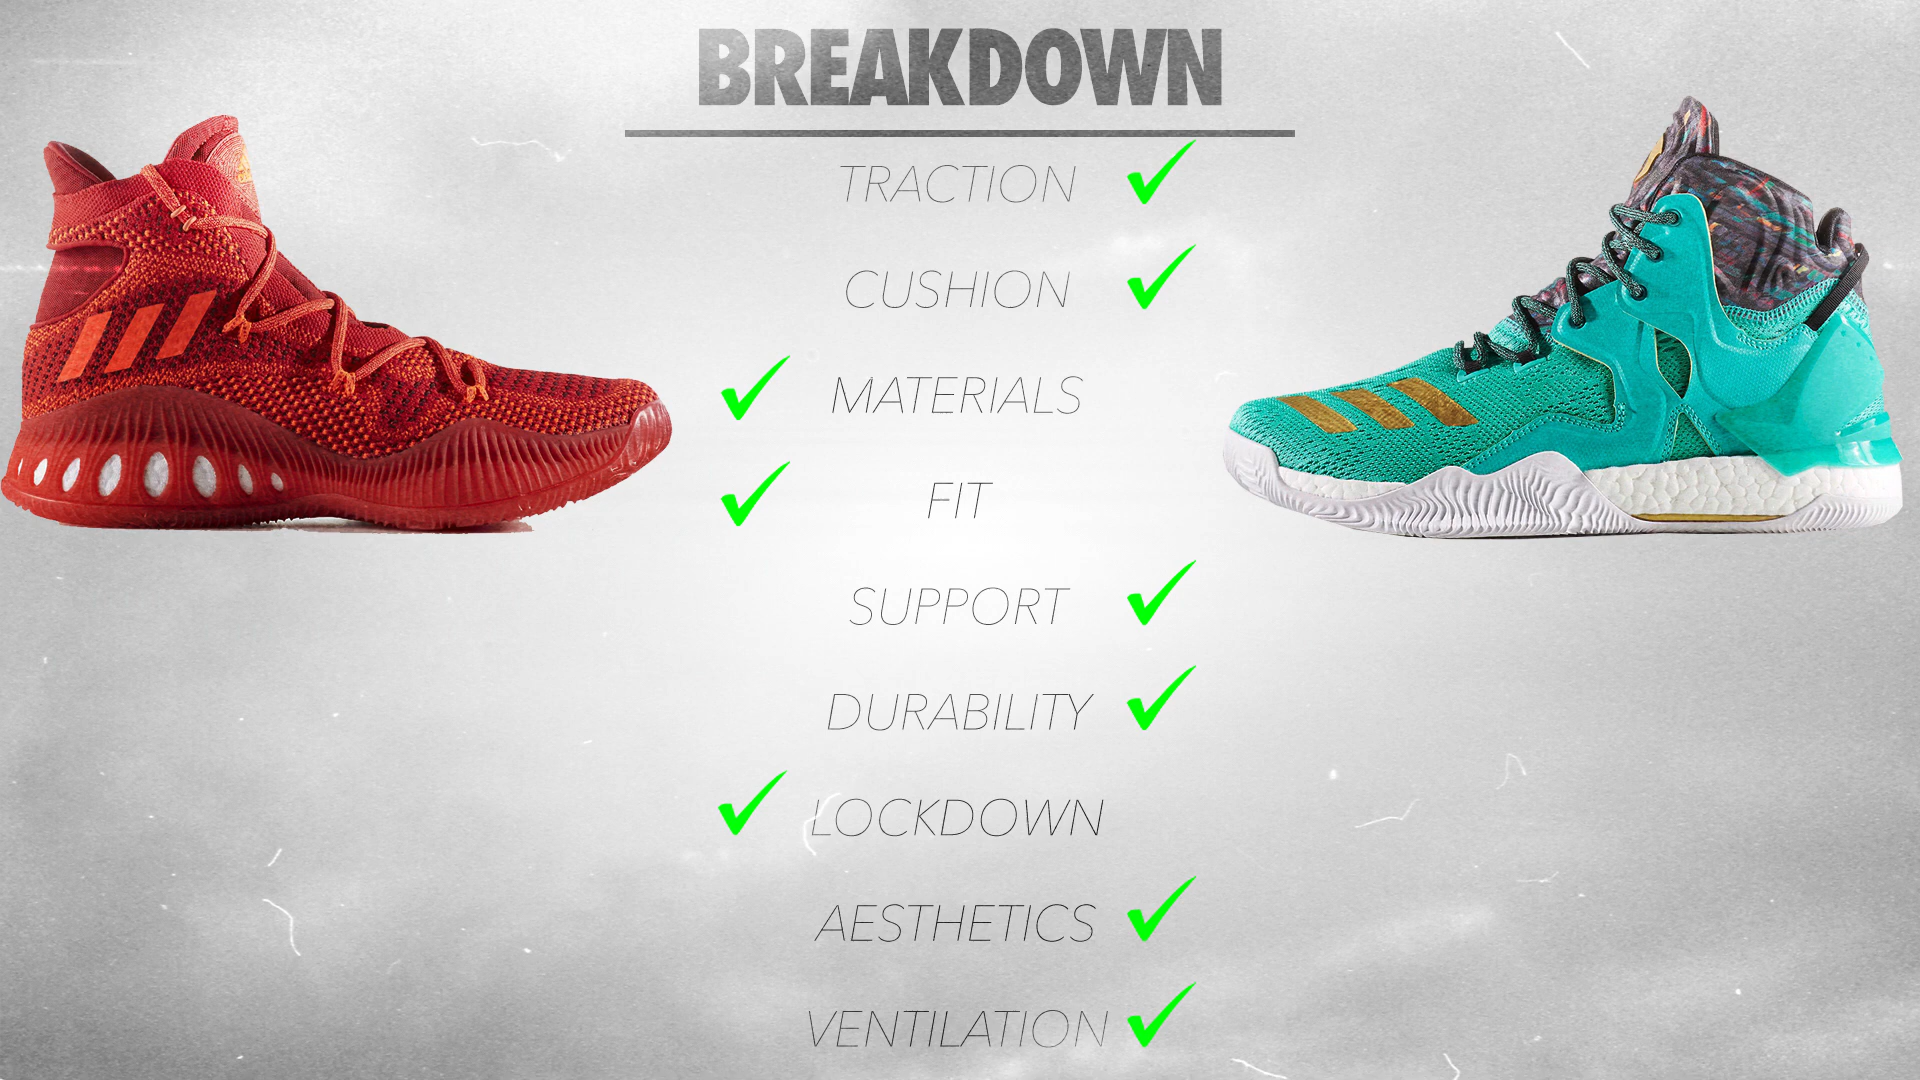 BREAKDOWN
TRACTION
CUSHION
MATERIALS
FIT
SUPPORT
DURABILITY
LOCKDOWN
AESTHETICS
VENTILATION